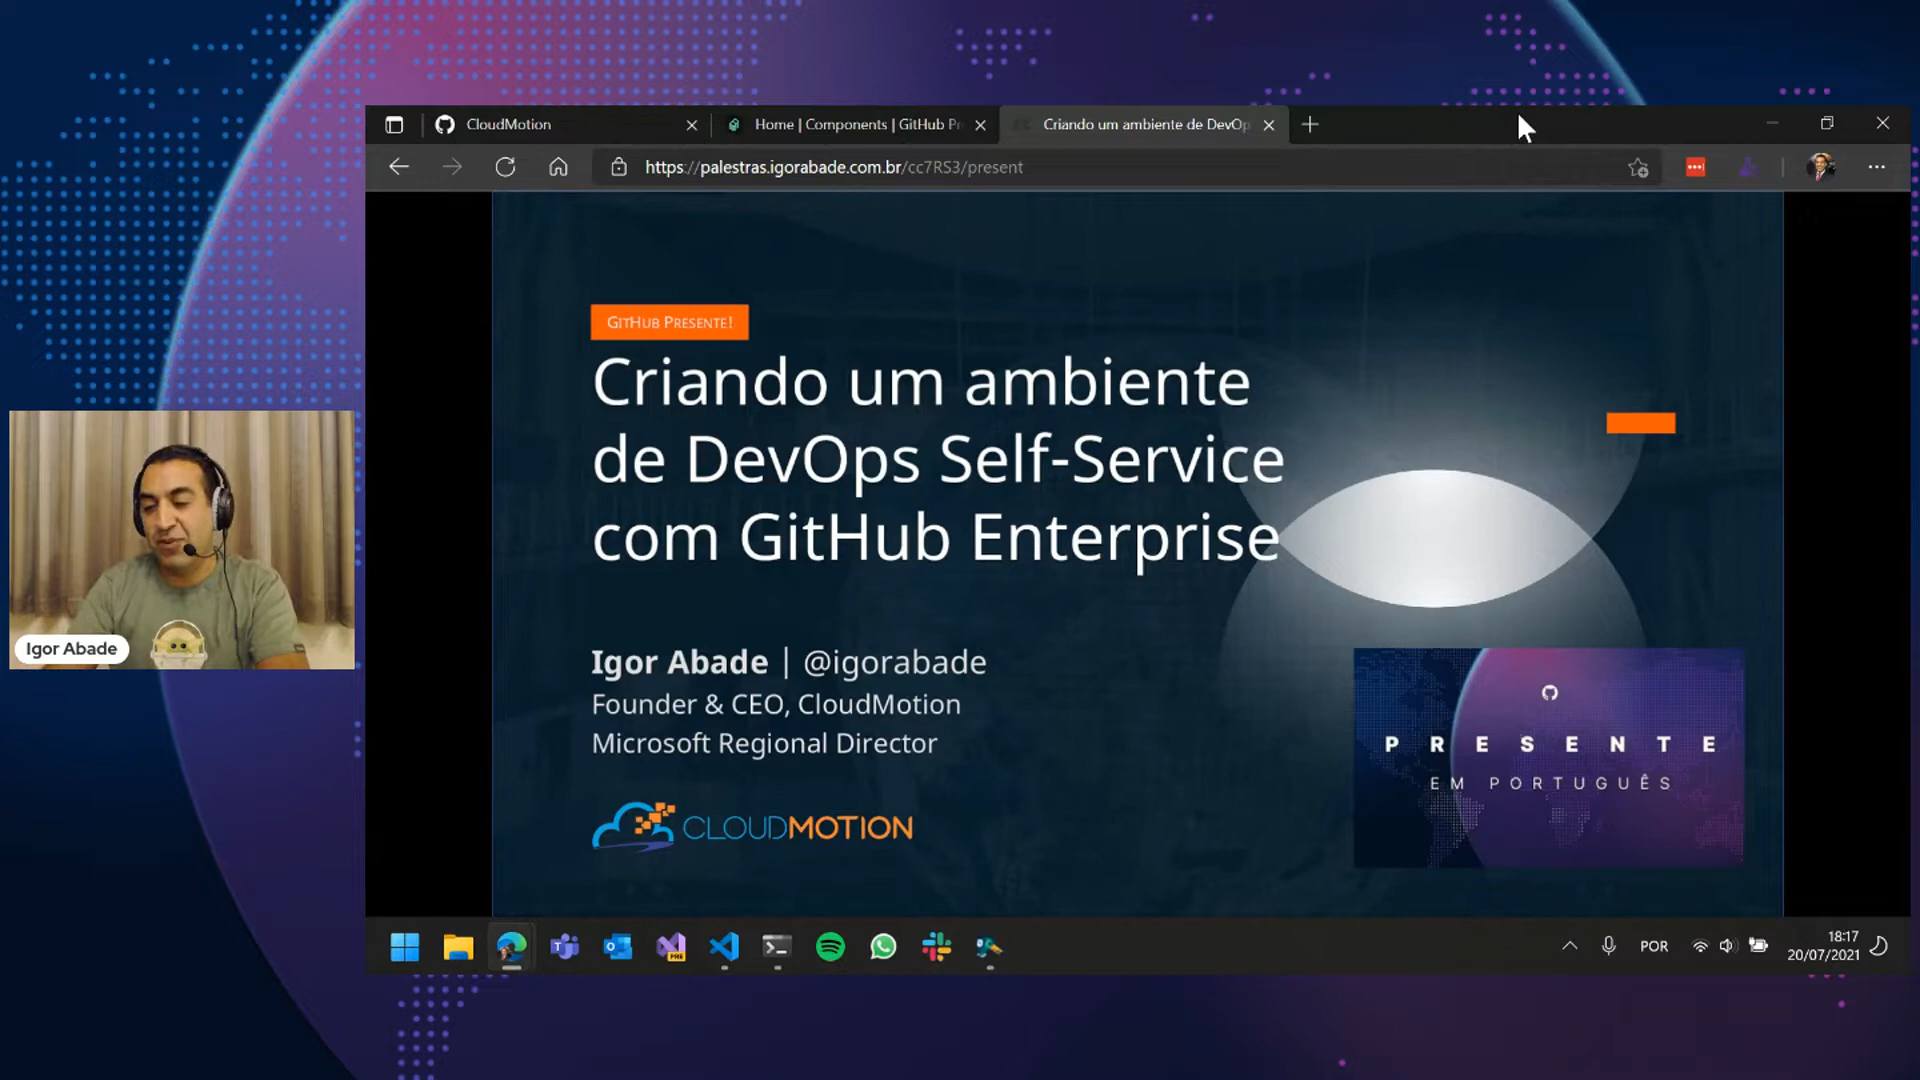 CloudMotion
Home | Components | GitHub Pr
Criando um ambiente de DevOp
https://palestras.igorabade.com.br/cc7RS3/present
GITHUB PRESENTE!
Criando um ambiente
de DevOps Self-Service
com GitHub Enterprise
Igor Abade | @igorabade
Founder & CEO, CloudMotion
Microsoft Regional Director
CLOUDMOTION
PRESENTE
EM PORTUGUÊS
Igor Abade
PRE
POR
18:17
20/07/2021